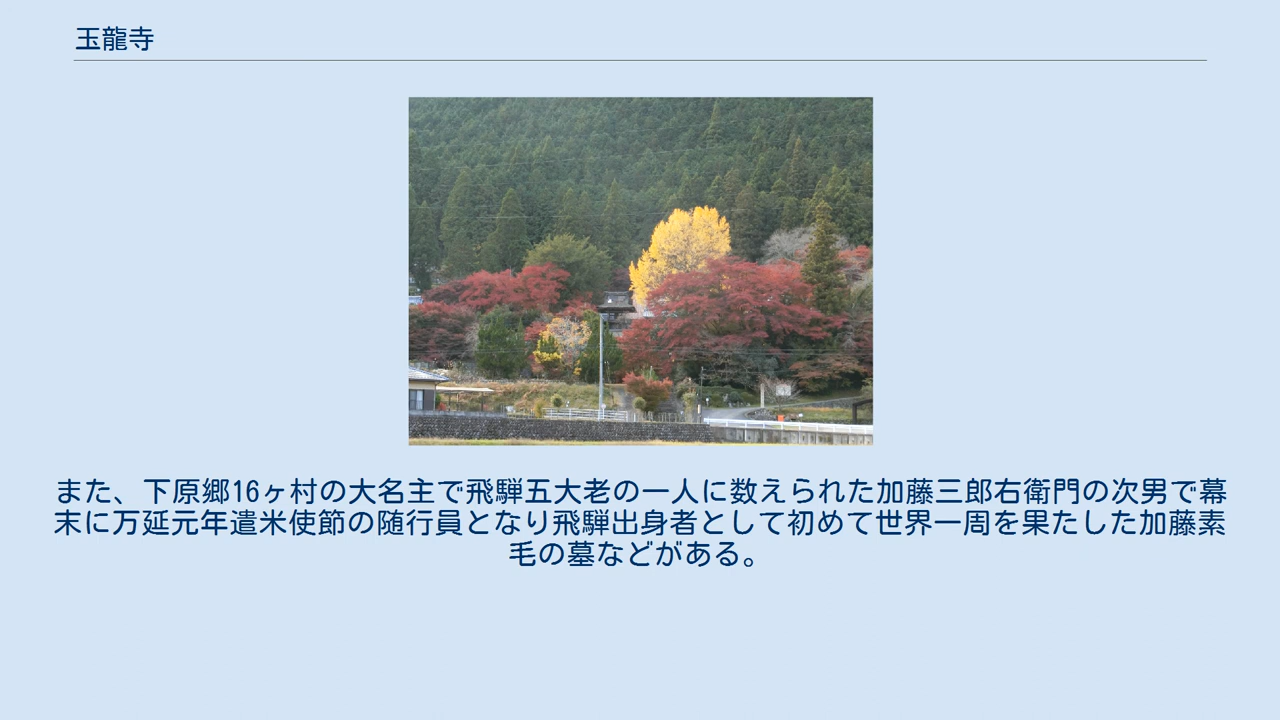 玉龍寺
また、下原郷16ヶ村の大名主で飛騨五大老の一人に数えられた加藤三郎右衛門の次男で幕
末に万延元年遣米使節の随行員となり飛騨出身者として初めて世界一周を果たした加藤素
毛の墓などがある。